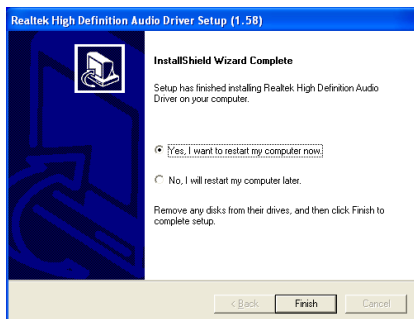 Realtek High Definition Audio Driver Setup (1.58)
InstallShield Wizard Complete
Setup has finished installing Realtek High Definition Audio
Driver on your computer.
Yes, I want to restart my computer now.
No, I will restart my computer later.
Remove any disks from their drives, and then click Finish to
complete setup.
< Back Finish Cancel